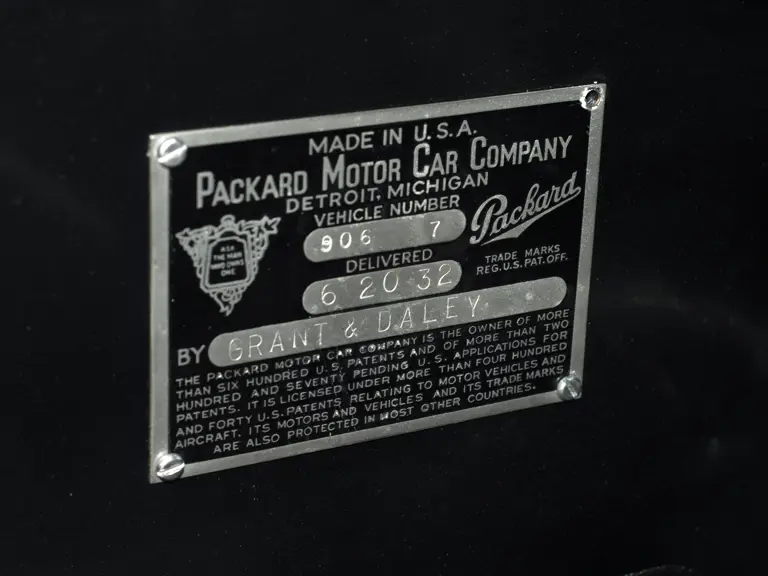 MADE IN U.S.A.
PACKARD MOTOR CAR COMPANY
DETROIT, MICHIGAN
VEHICLE NUMBER
906 7
Packard
ASK
THE MAN
WHO OWNS
ONE
DELIVERED
6 20 32
TRADE MARKS
REG. U.S. PAT. OFF.
BY GRANT & DALEY
THE PACKARD MOTOR CAR COMPANY IS THE OWNER OF MORE
THAN SIX HUNDRED U.S. PATENTS AND OF MORE THAN TWO
HUNDRED AND SEVENTY PENDING U.S. APPLICATIONS FOR
PATENTS. IT IS LICENSED UNDER MORE THAN FOUR HUNDRED
AND FORTY U.S. PATENTS RELATING TO MOTOR VEHICLES AND
AIRCRAFT. ITS MOTORS AND VEHICLES AND ITS TRADE MARKS
ARE ALSO PROTECTED IN MOST OTHER COUNTRIES.